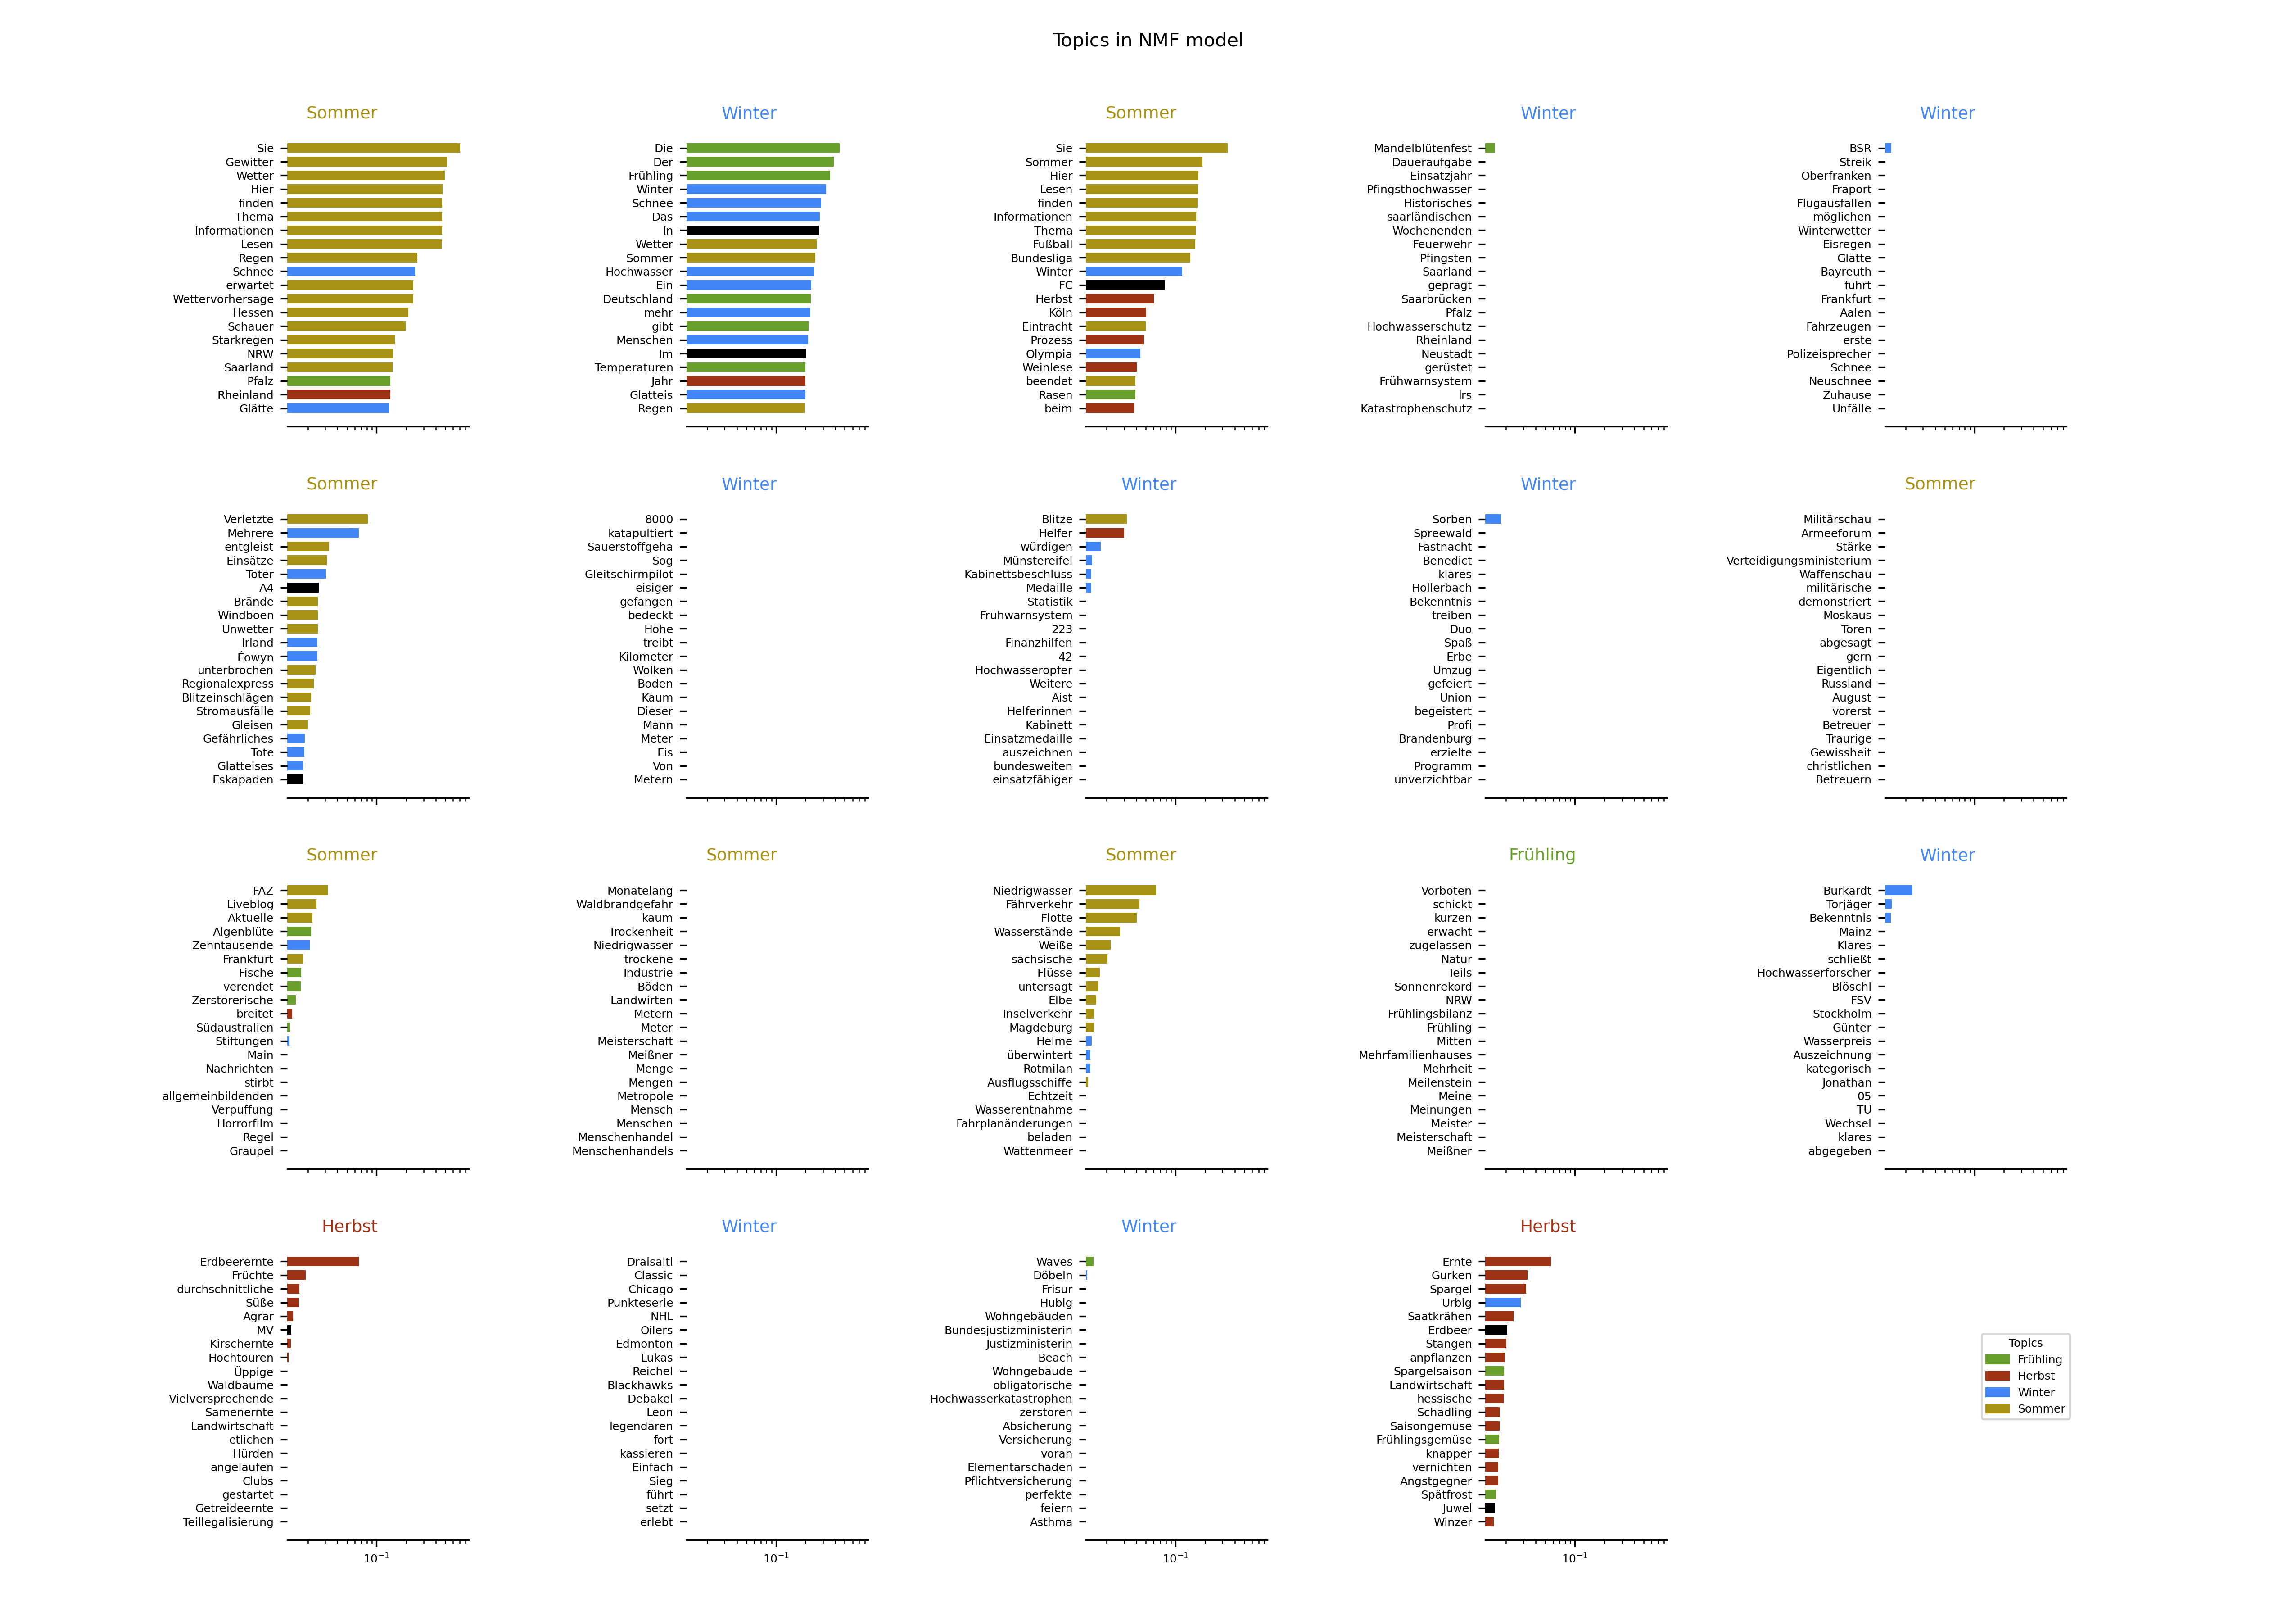 Topics in NMF model
Sommer
Sie
Gewitter
Wetter
Hier
finden
Thema
Informationen
Lesen
Regen
Schnee
erwartet
Wettervorhersage
Hessen
Schauer
Starkregen
NRW
Saarland
Pfalz
Rheinland
Glätte
Winter
Die
Der
Frühling
Winter
Schnee
Das
In
Wetter
Sommer
Hochwasser
Ein
Deutschland
mehr
gibt
Menschen
Im
Temperaturen
Jahr
Glatteis
Regen
Sommer
Sie
Sommer
Hier
Lesen
finden
Informationen
Thema
Fußball
Bundesliga
Winter
FC
Herbst
Köln
Eintracht
Prozess
Olympia
Weinlese
beendet
Rasen
beim
Winter
Mandelblütenfest
Daueraufgabe
Einsatzjahr
Pfingsthochwasser
Historisches
saarländischen
Wochenenden
Feuerwehr
Pfingsten
Saarland
geprägt
Saarbrücken
Pfalz
Hochwasserschutz
Rheinland
Neustadt
gerüstet
Frühwarnsystem
Irs
Katastrophenschutz
Winter
BSR
Streik
Oberfranken
Fraport
Flugausfällen
möglichen
Winterwetter
Eisregen
Glätte
Bayreuth
führt
Frankfurt
Aalen
Fahrzeugen
erste
Polizeisprecher
Schnee
Neuschnee
Zuhause
Unfälle
Sommer
Verletzte
Mehrere
entgleist
Einsätze
Toter
A4
Brände
Windböen
Unwetter
Irland
Éowyn
unterbrochen
Regionalexpress
Blitzeinschlägen
Stromausfälle
Gleisen
Gefährliches
Tote
Glatteises
Eskapaden
Winter
8000
katapultiert
Sauerstoffgeha
Sog
Gleitschirmpilot
eisiger
gefangen
bedeckt
Höhe
treibt
Kilometer
Wolken
Boden
Kaum
Dieser
Mann
Meter
Eis
Von
Metern
Winter
Blitze
Helfer
würdigen
Münstereifel
Kabinettsbeschluss
Medaille
Statistik
Frühwarnsystem
223
Finanzhilfen
42
Hochwasseropfer
Weitere
Aist
Helferinnen
Kabinett
Einsatzmedaille
auszeichnen
bundesweiten
einsatzfähiger
Winter
Sorben
Spreewald
Fastnacht
Benedict
klares
Hollerbach
Bekenntnis
treiben
Duo
Spaß
Erbe
Umzug
gefeiert
Union
begeistert
Profi
Brandenburg
erzielte
Programm
unverzichtbar
Sommer
Militärschau
Armeeforum
Stärke
Verteidigungsministerium
Waffenschau
militärische
demonstriert
Moskaus
Toren
abgesagt
gern
Eigentlich
Russland
August
vorerst
Betreuer
Traurige
Gewissheit
christlichen
Betreuern
Sommer
FAZ
Liveblog
Aktuelle
Algenblüte
Zehntausende
Frankfurt
Fische
verendet
Zerstörerische
breitet
Südaustralien
Stiftungen
Main
Nachrichten
stirbt
allgemeinbildenden
Verpuffung
Horrorfilm
Regel
Graupel
Sommer
Monatelang
Waldbrandgefahr
kaum
Trockenheit
Niedrigwasser
trockene
Industrie
Böden
Landwirten
Metern
Meter
Meisterschaft
Meißner
Menge
Mengen
Metropole
Mensch
Menschen
Menschenhandel
Menschenhandels
Sommer
Niedrigwasser
Fährverkehr
Flotte
Wasserstände
Weiße
sächsische
Flüsse
untersagt
Elbe
Inselverkehr
Magdeburg
Helme
überwintert
Rotmilan
Ausflugsschiffe
Echtzeit
Wasserentnahme
Fahrplanänderungen
beladen
Wattenmeer
Frühling
Vorboten
schickt
kurzen
erwacht
zugelassen
Natur
Teils
Sonnenrekord
NRW
Frühlingsbilanz
Frühling
Mitten
Mehrfamilienhauses
Mehrheit
Meilenstein
Meine
Meinungen
Meister
Meisterschaft
Meißner
Winter
Burkardt
Torjäger
Bekenntnis
Mainz
Klares
schließt
Hochwasserforscher
Blöschl
FSV
Stockholm
Günter
Wasserpreis
Auszeichnung
kategorisch
Jonathan
05
TU
Wechsel
klares
abgegeben
Herbst
Erdbeerernte
Früchte
durchschnittliche
Süße
Agrar
MV
Kirschernte
Hochtouren
Üppige
Waldbäume
Vielversprechende
Samenernte
Landwirtschaft
etlichen
Hürden
angelaufen
Clubs
gestartet
Getreideernte
Teillegalisierung
10⁻¹
Winter
Draisaitl
Classic
Chicago
Punkteserie
NHL
Oilers
Edmonton
Lukas
Reichel
Blackhawks
Debakel
Leon
legendären
fort
kassieren
Einfach
Sieg
führt
setzt
erlebt
10⁻¹
Winter
Waves
Döbeln
Frisur
Hubig
Wohngebäuden
Bundesjustizministerin
Justizministerin
Beach
Wohngebäude
obligatorische
Hochwasserkatastrophen
zerstören
Absicherung
Versicherung
voran
Elementarschäden
Pflichtversicherung
perfekte
feiern
Asthma
10⁻¹
Herbst
Ernte
Gurken
Spargel
Urbig
Saatkrähen
Erdbeer
Stangen
anpflanzen
Spargelsaison
Landwirtschaft
hessische
Schädling
Saisongemüse
Frühlingsgemüse
knapper
vernichten
Angstgegner
Spätfrost
Juwel
Winzer
10⁻¹
Topics
Frühling
Herbst
Winter
Sommer